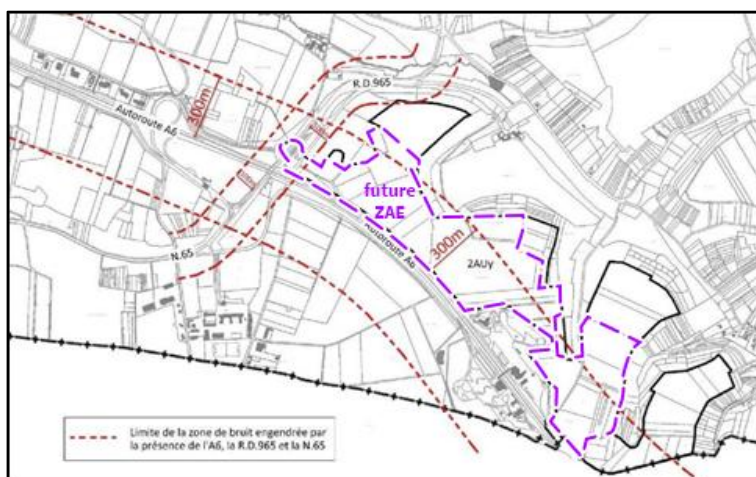 R.D.965
Autoroute A6
300m
future
ZAE
300m
Autoroute A6
2AUy
N.65
Limite de la zone de bruit engendrée par
la présence de l'A6, la R.D.965 et la N.65